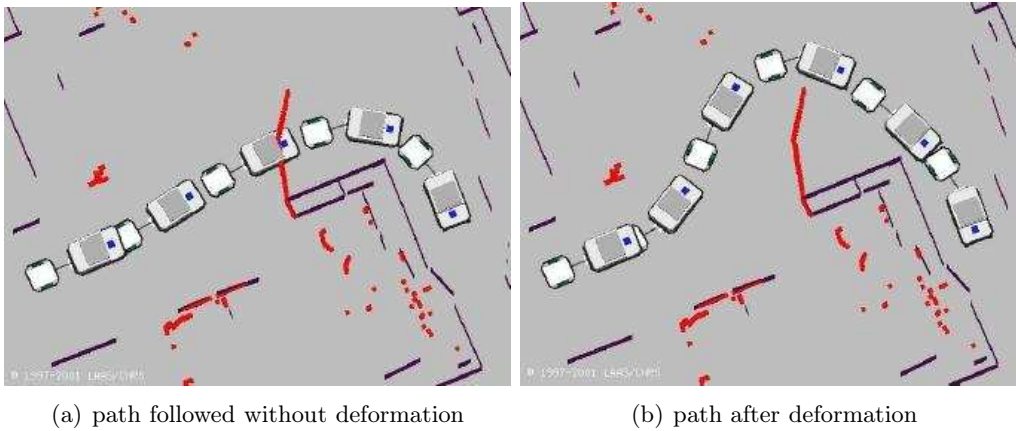 © 1997-2001 LAAS/CNRS
© 1997-2001 LAAS/CNRS
(a) path followed without deformation
(b) path after deformation